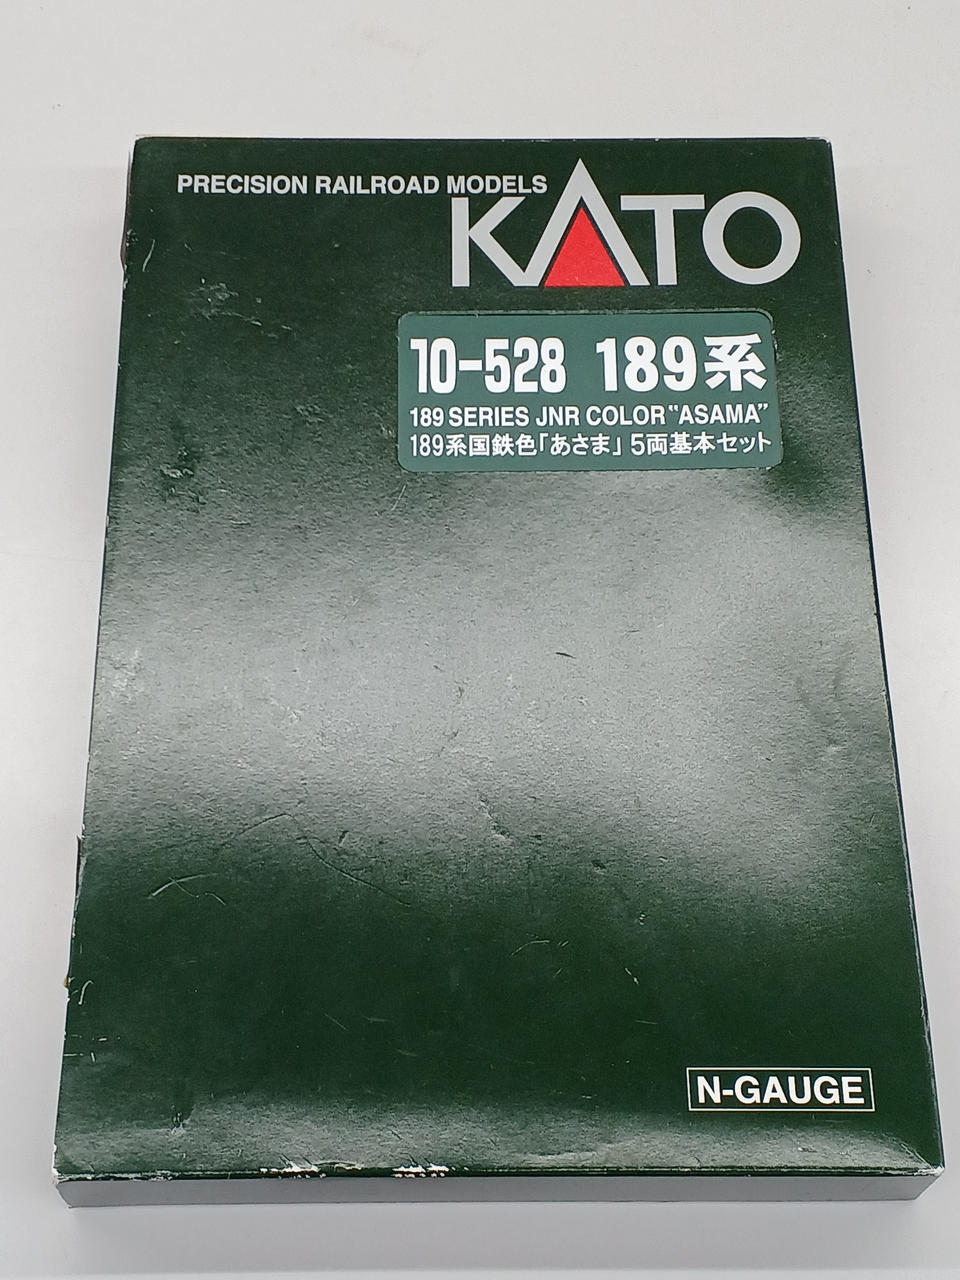 PRECISION RAILROAD MODELS
KATO
10-528 189系
189 SERIES JNR COLOR "ASAMA"
189系国鉄色「あさま」5両基本セット
N-GAUGE